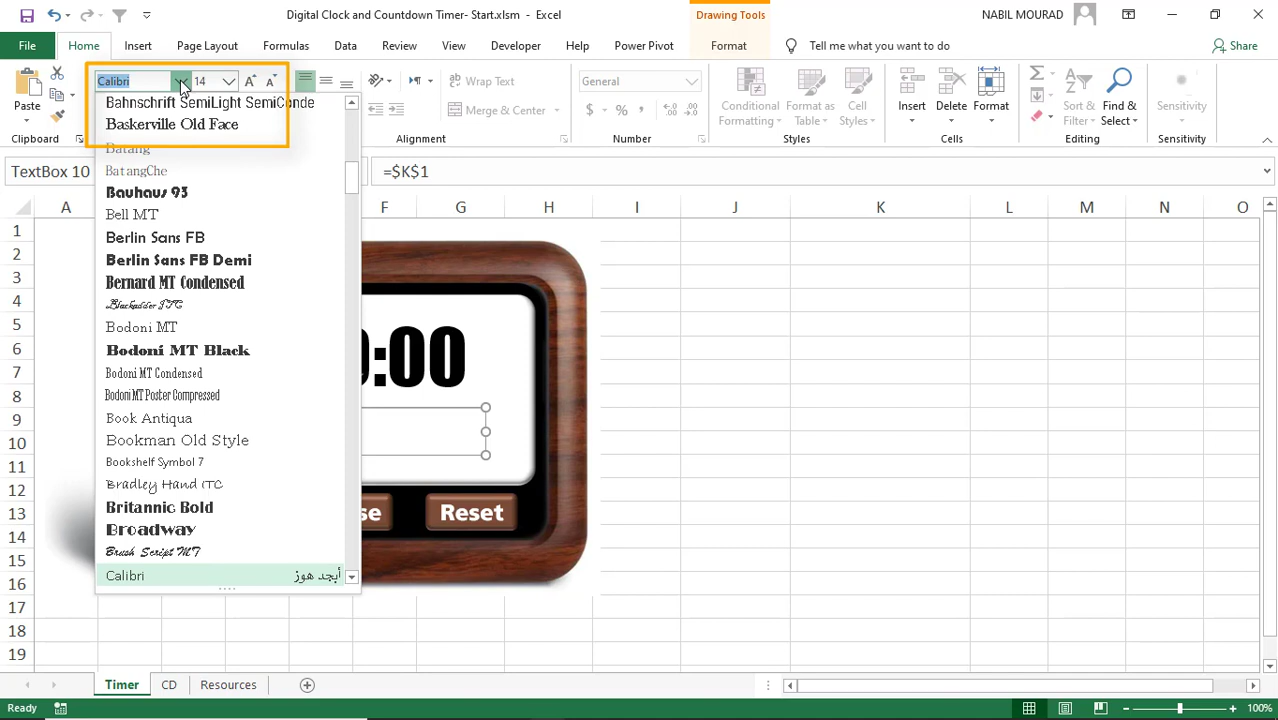 Digital Clock and Countdown Timer- Start.xlsm - Excel
Drawing Tools
NABIL MOURAD
File Home Insert Page Layout Formulas Data Review View Developer Help Power Pivot Format Tell me what you want to do Share
Calibri 14
Paste
Clipboard
Wrap Text
Merge & Center
Alignment
General
$ % ,
Number
Conditional Formatting
Format as Table
Cell Styles
Styles
Insert Delete Format
Cells
Sort & Filter
Find & Select
Editing
Sensitivity
Sensitivity
TextBox 10
=$K$1
Bahnschrift SemiLight SemiConde
Baskerville Old Face
Batang
BatangChe
Bauhaus 93
Bell MT
Berlin Sans FB
Berlin Sans FB Demi
Bernard MT Condensed
Blackadder ITC
Bodoni MT
Bodoni MT Black
Bodoni MT Condensed
Bodoni MT Poster Compressed
Book Antiqua
Bookman Old Style
Bookshelf Symbol 7
Bradley Hand ITC
Britannic Bold
Broadway
Brush Script MT
Calibri أبجد هوز
A F G H I J K L M N O
1
2
3
4
5
6
7
8
9
10
11
12
13
14
15
16
17
18
19
:00
se
Reset
Timer CD Resources
Ready
100%